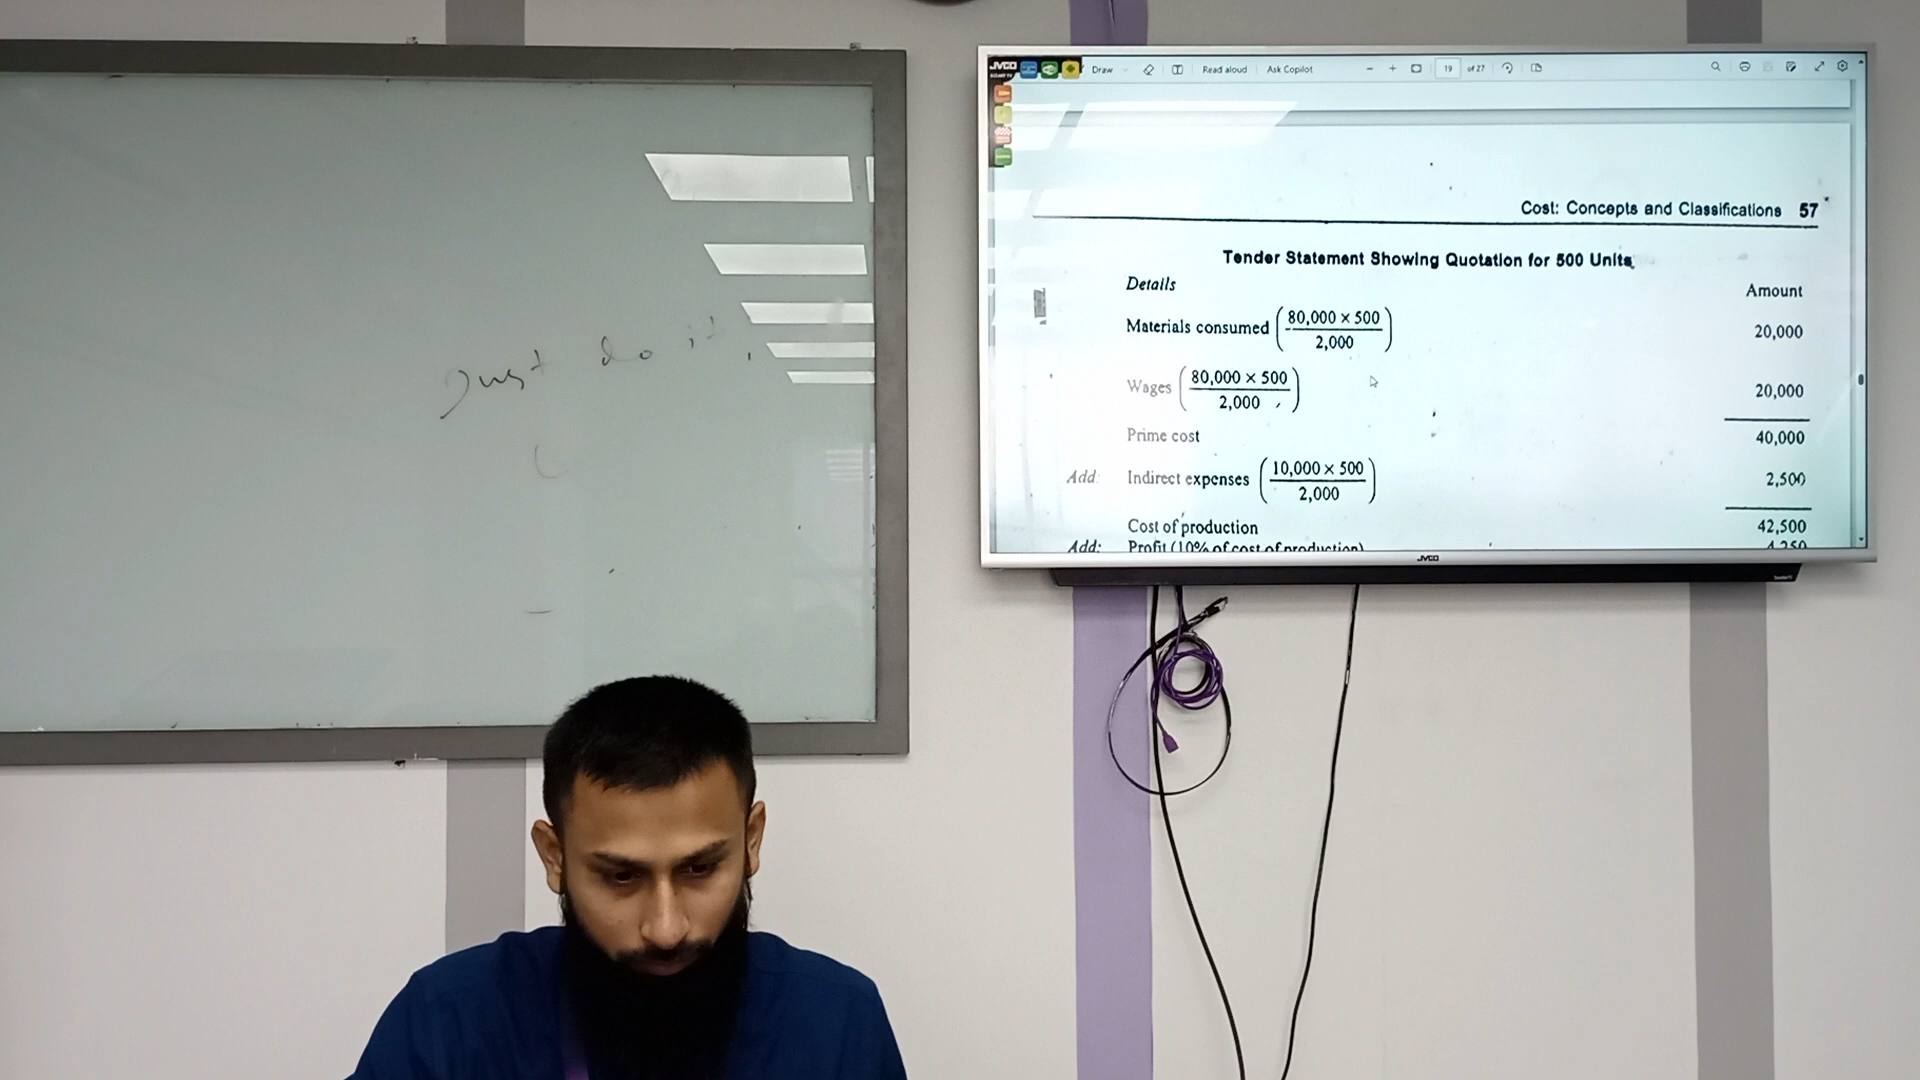 Just do it,
JVCO
Draw Read aloud Ask Copilot − + 19 of 27
Cost: Concepts and Classifications 57
Tender Statement Showing Quotation for 500 Units
Details Amount
Materials consumed (80,000 × 500 / 2,000) 20,000
Wages (80,000 × 500 / 2,000) 20,000
Prime cost 40,000
Add: Indirect expenses (10,000 × 500 / 2,000) 2,500
Cost of production 42,500
Add: Profit (10% of cost of production) 4,250
JVCO